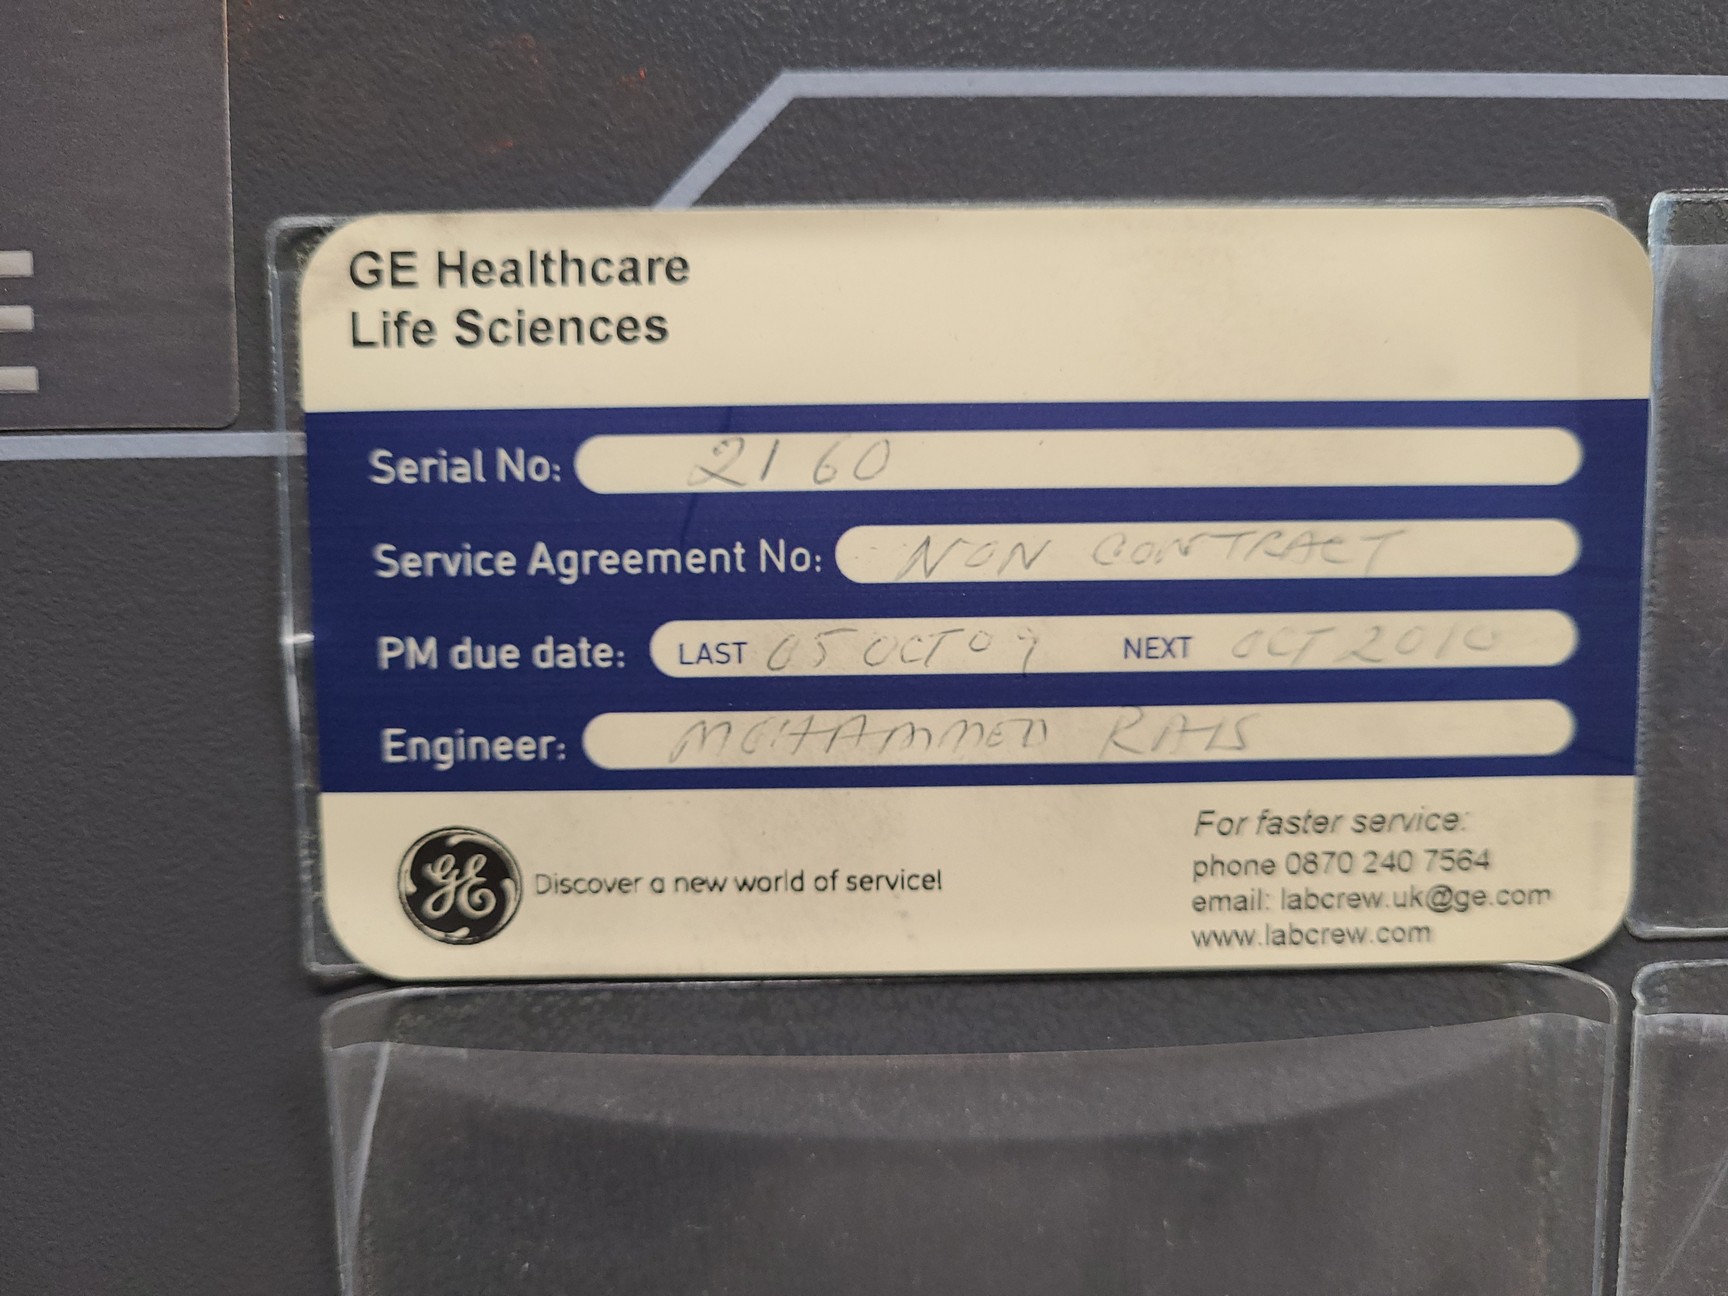 GE Healthcare
Life Sciences
Serial No: 2160
Service Agreement No: NON CONTRACT
PM due date: LAST 05 OCT 09 NEXT OCT 2010
Engineer: MOHAMMED RAIS
GE Discover a new world of service!
For faster service:
phone 0870 240 7564
email: labcrew.uk@ge.com
www.labcrew.com